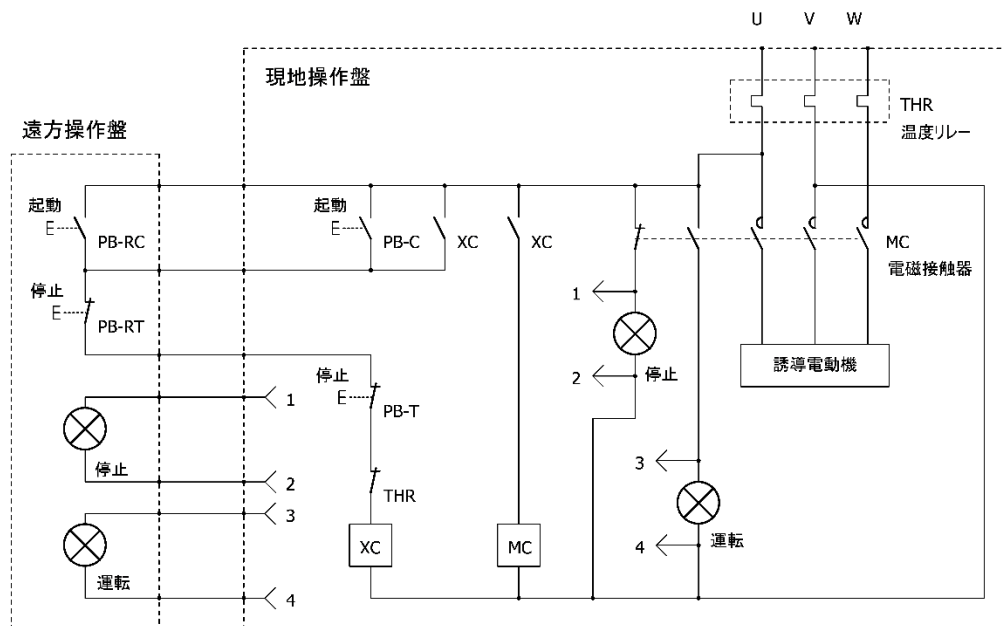 U V W
現地操作盤
THR
温度リレー
遠方操作盤
起動
E
PB-RC
起動
E
PB-C
XC
XC
MC
電磁接触器
停止
E
PB-RT
1
2
停止
誘導電動機
停止
E
PB-T
1
停止
2
3
運転
4
THR
XC
MC
3
4
運転